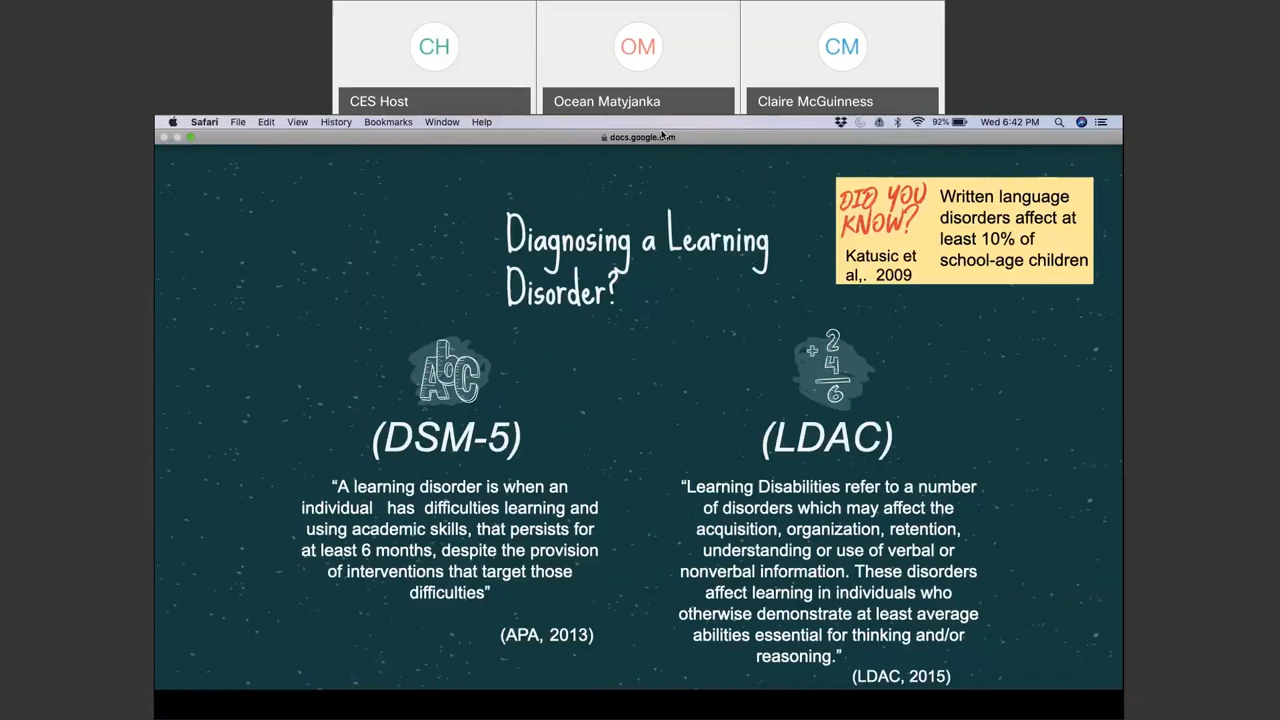 CH
OM
CM
CES Host
Ocean Matyjanka
Claire McGuinness
Safari File Edit View History Bookmarks Window Help
92%
Wed 6:42 PM
DID YOU KNOW?
Katusic et
al,. 2009
Written language
disorders affect at
least 10% of
school-age children
Diagnosing a Learning
Disorder?
AbC
+ 2
4
6
(DSM-5)
“A learning disorder is when an
individual has difficulties learning and
using academic skills, that persists for
at least 6 months, despite the provision
of interventions that target those
difficulties”
(APA, 2013)
(LDAC)
“Learning Disabilities refer to a number
of disorders which may affect the
acquisition, organization, retention,
understanding or use of verbal or
nonverbal information. These disorders
affect learning in individuals who
otherwise demonstrate at least average
abilities essential for thinking and/or
reasoning.”
(LDAC, 2015)